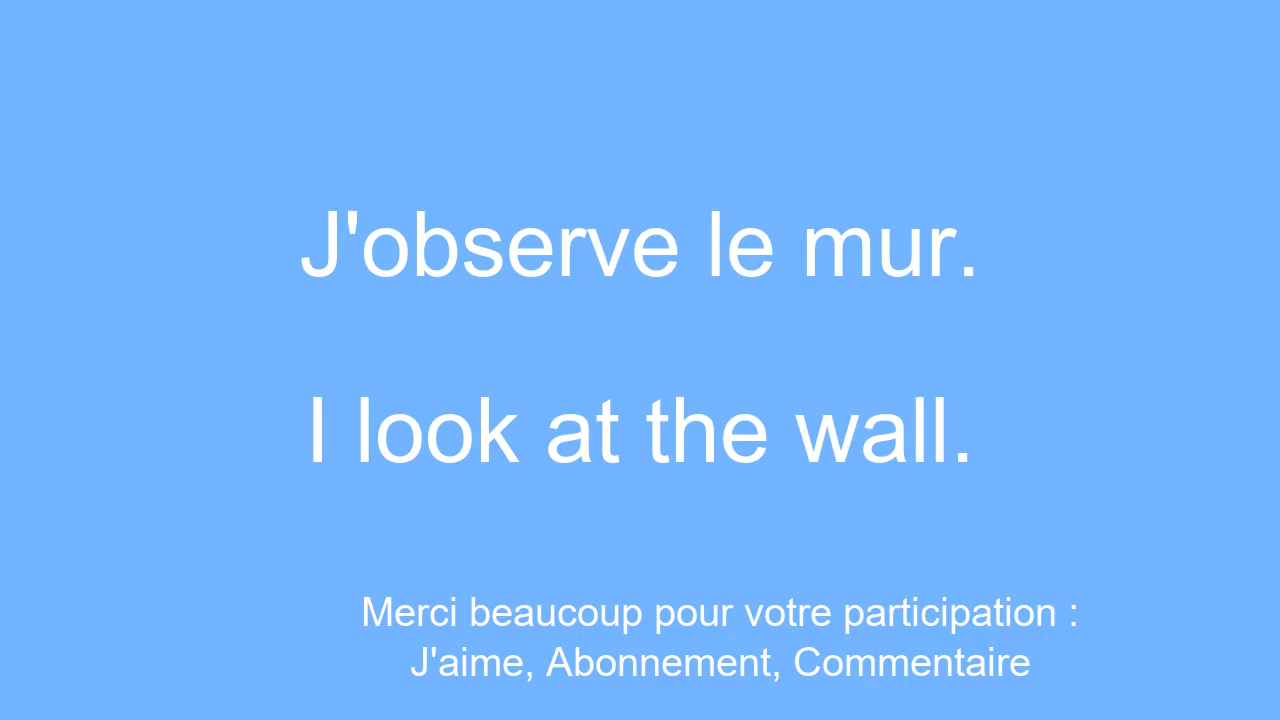 J'observe le mur.
I look at the wall.
Merci beaucoup pour votre participation :
J'aime, Abonnement, Commentaire